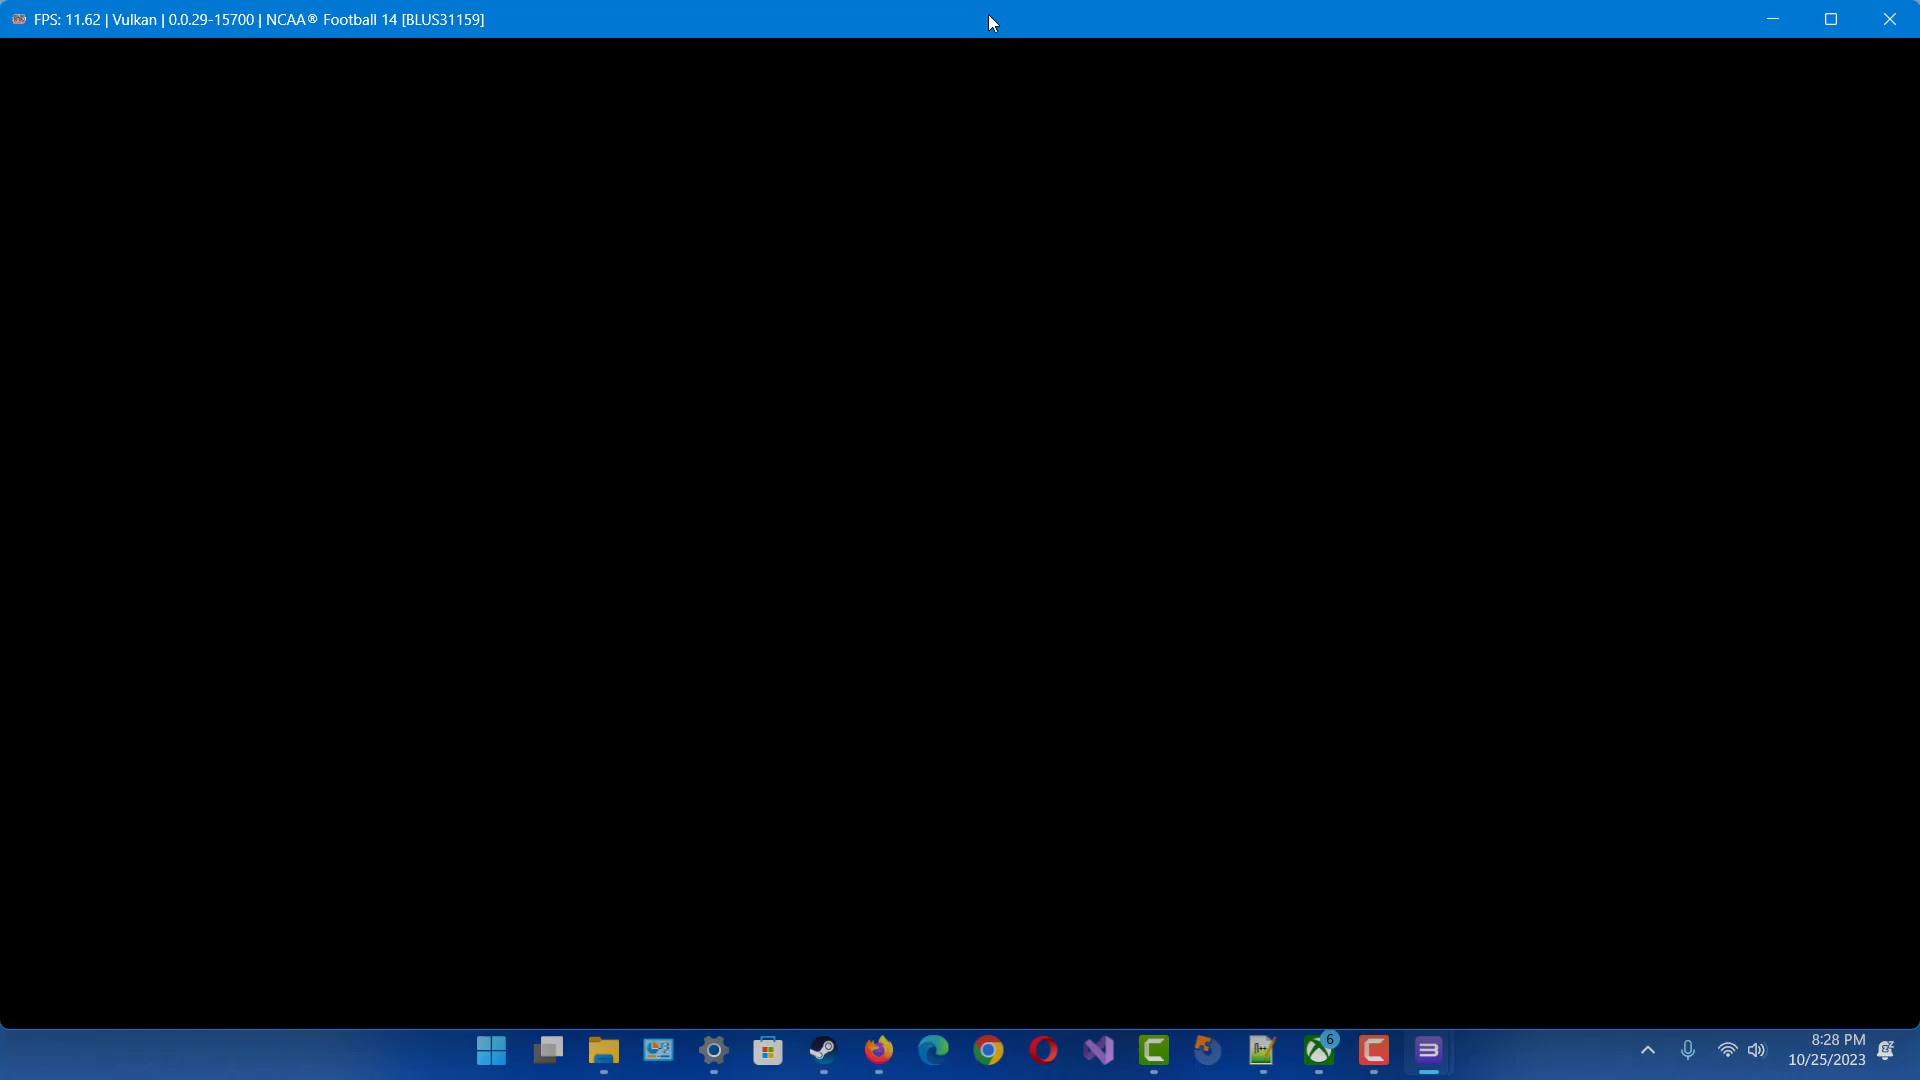 FPS: 11.62 | Vulkan | 0.0.29-15700 | NCAA® Football 14 [BLUS31159]
6
8:28 PM
10/25/2023